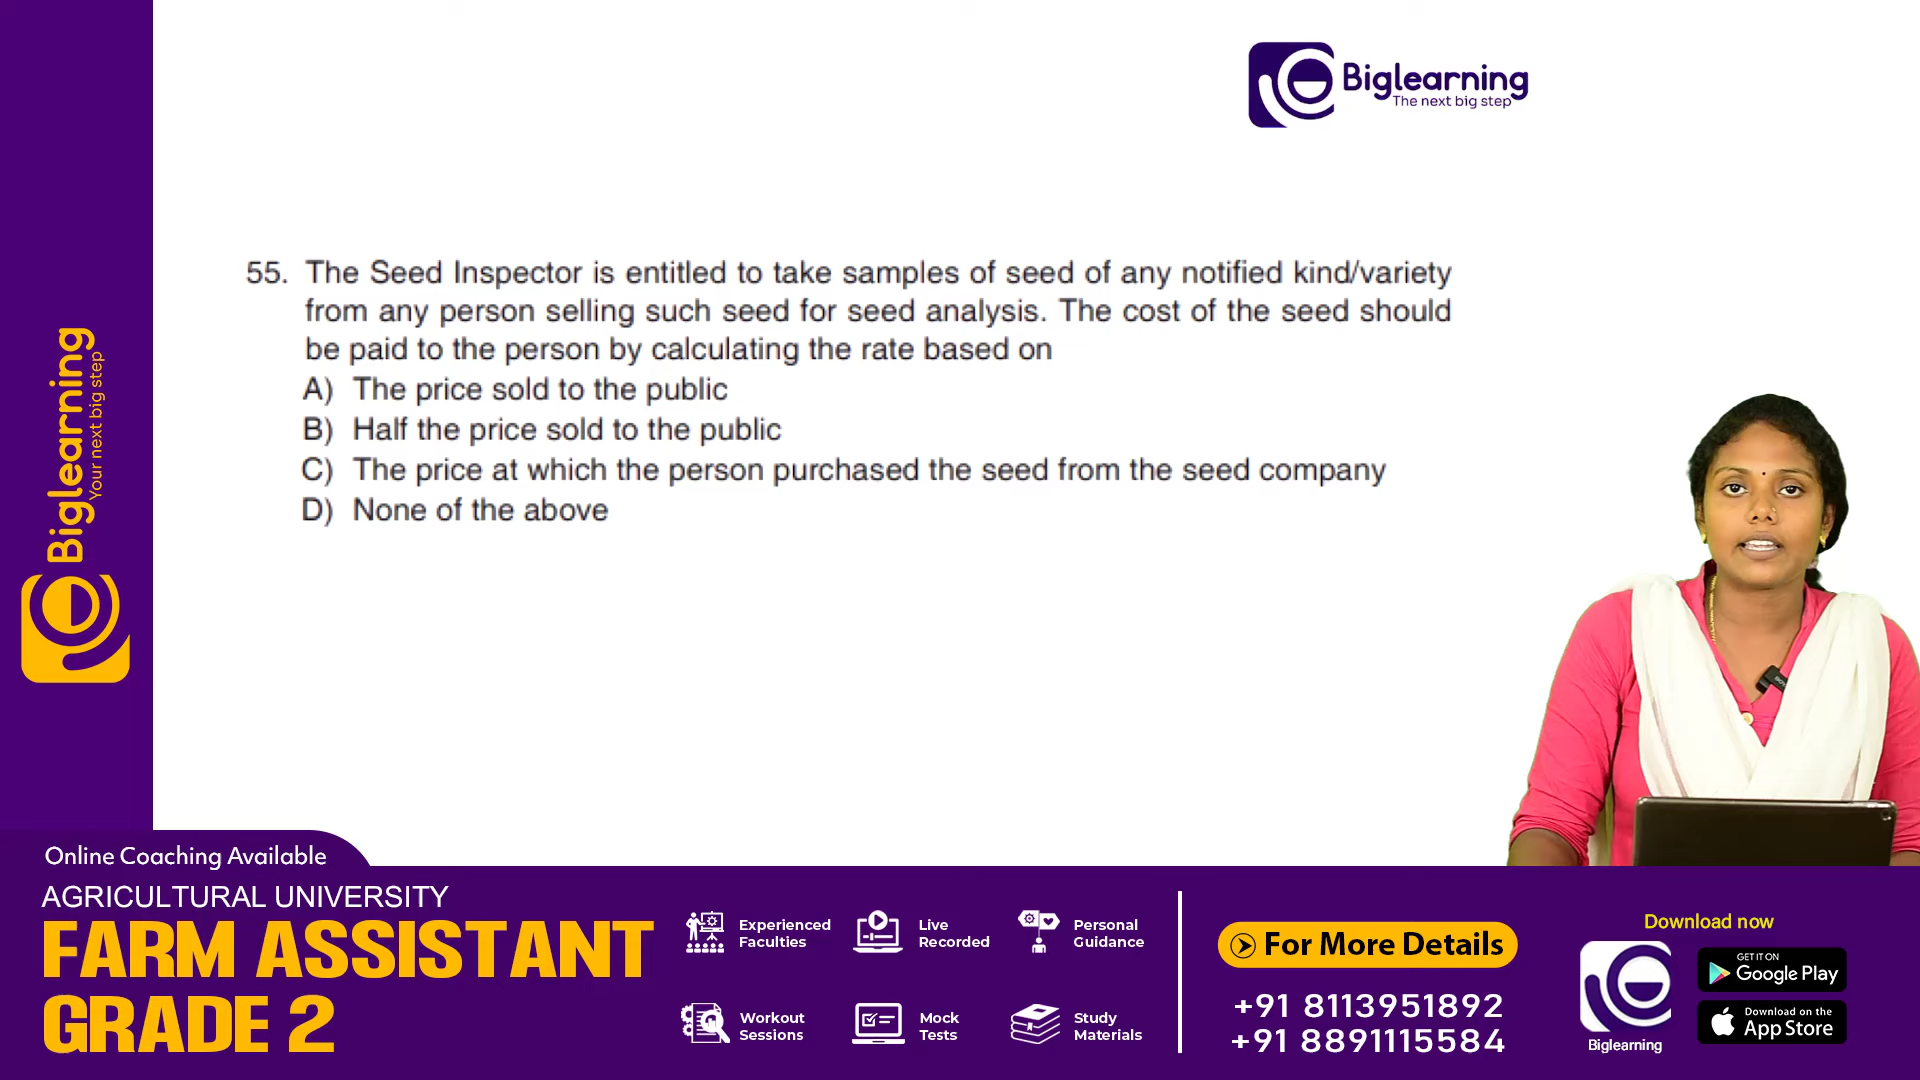 Biglearning
The next big step
55. The Seed Inspector is entitled to take samples of seed of any notified kind/variety
from any person selling such seed for seed analysis. The cost of the seed should
be paid to the person by calculating the rate based on
A) The price sold to the public
B) Half the price sold to the public
C) The price at which the person purchased the seed from the seed company
D) None of the above
Biglearning
Your next big step
Online Coaching Available
AGRICULTURAL UNIVERSITY
FARM ASSISTANT
GRADE 2
Experienced
Faculties
Live
Recorded
Personal
Guidance
Workout
Sessions
Mock
Tests
Study
Materials
For More Details
+91 8113951892
+91 8891115584
Download now
Biglearning
GET IT ON
Google Play
Download on the
App Store